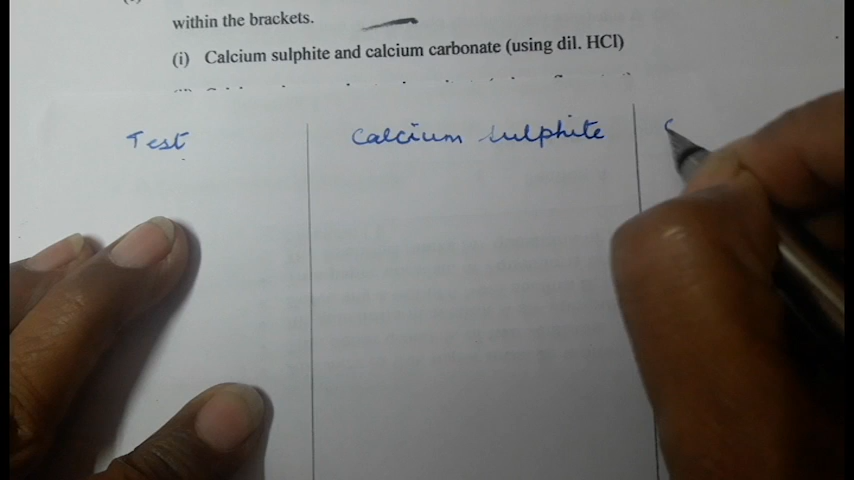 within the brackets.
(i) Calcium sulphite and calcium carbonate (using dil. HCl)
Test
Calcium sulphite